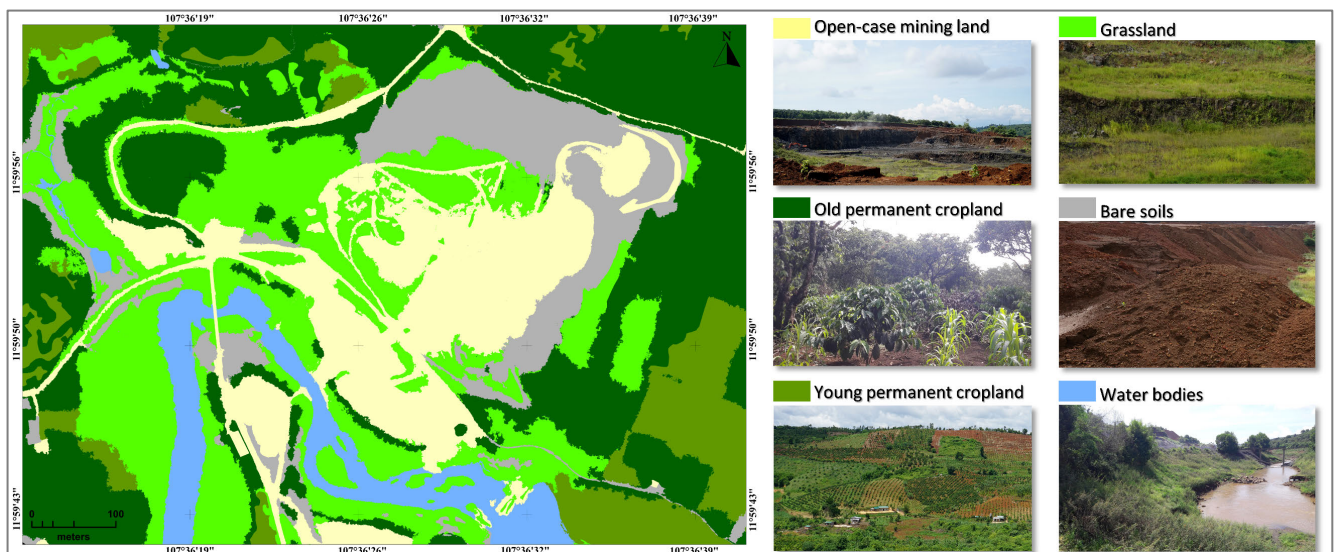 107°36'19" 107°36'26" 107°36'32" 107°36'39"
N
11°59'56" 11°59'56"
11°59'50" 11°59'50"
11°59'43" 11°59'43"
0 100
meters
107°36'19" 107°36'26" 107°36'32" 107°36'39"
Open-case mining land
Grassland
Old permanent cropland
Bare soils
Young permanent cropland
Water bodies